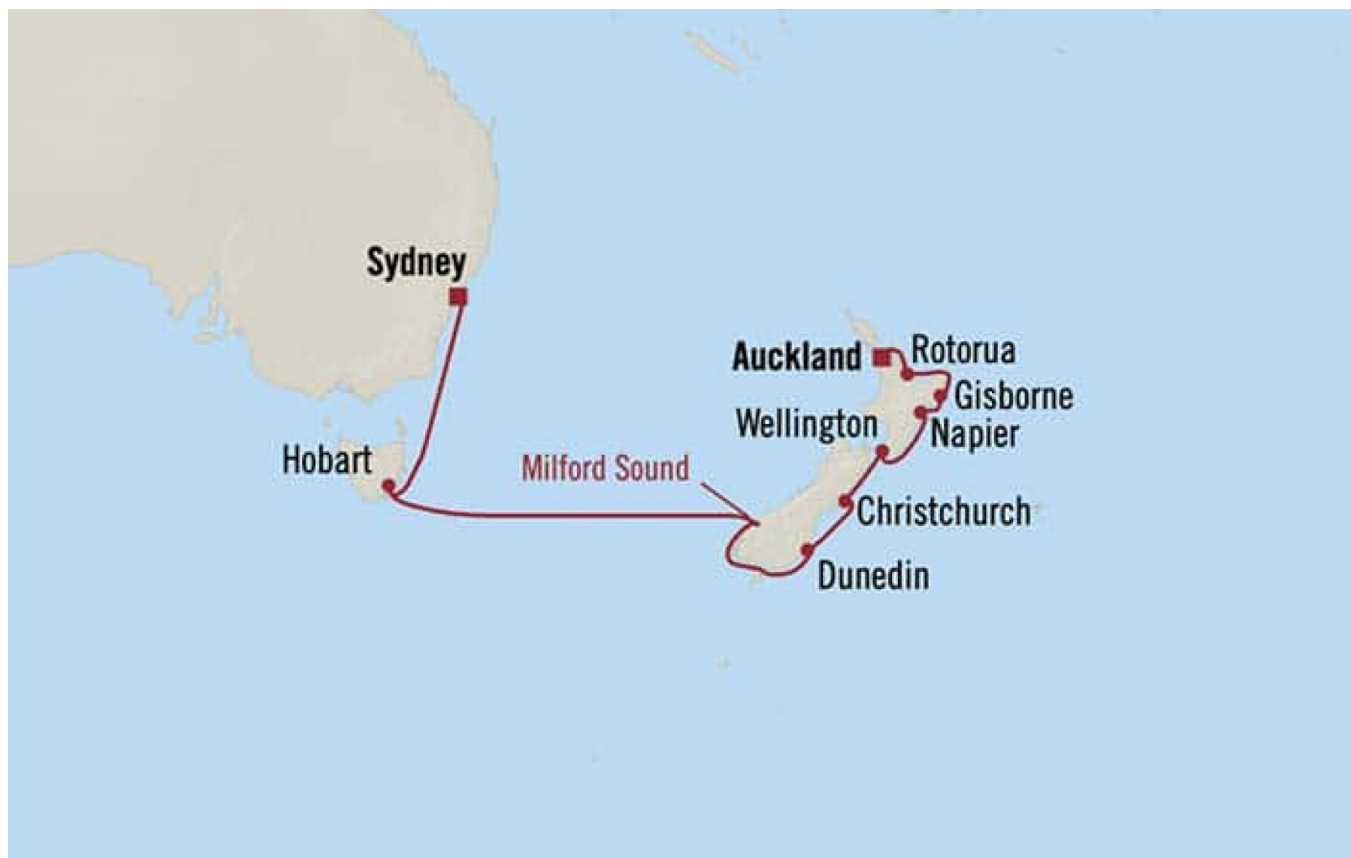 Sydney
Auckland
Rotorua
Gisborne
Wellington
Napier
Hobart
Milford Sound
Christchurch
Dunedin